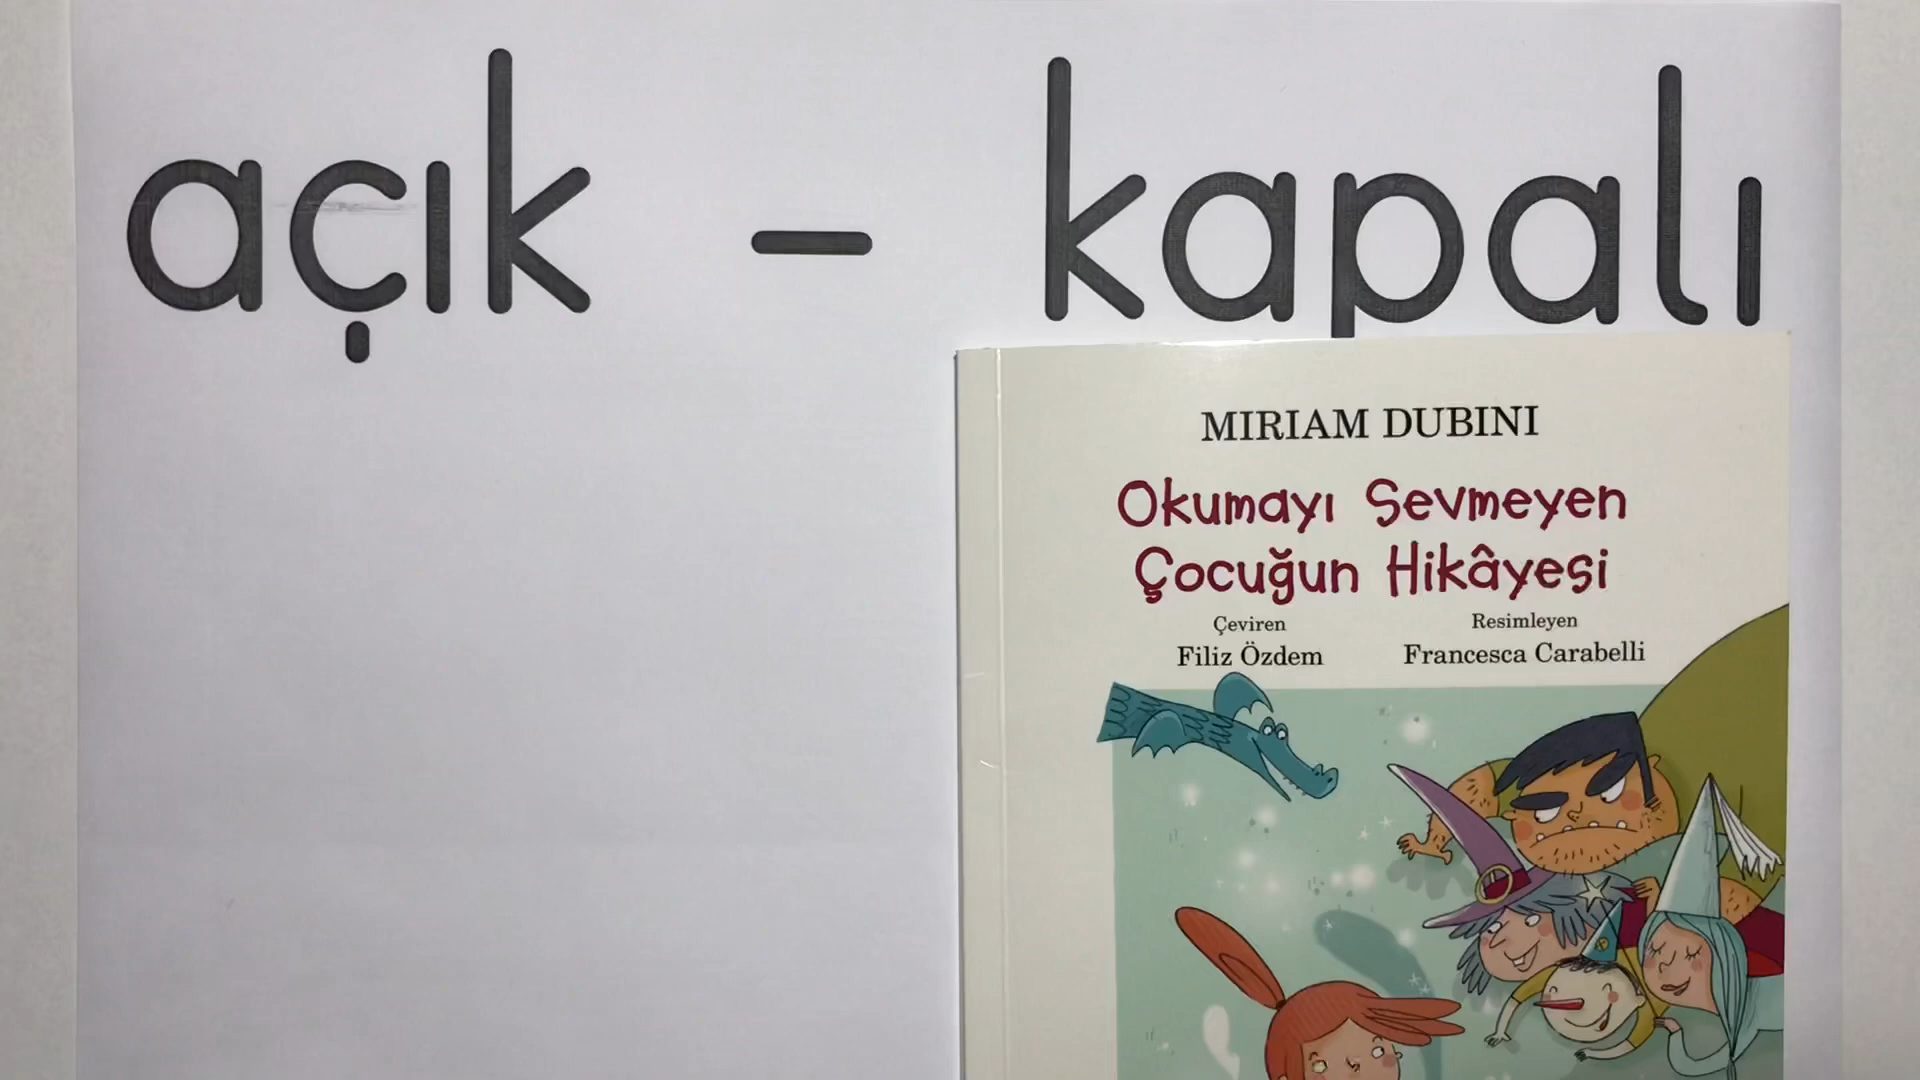 açık - kapalı
MIRIAM DUBINI
Okumayı Sevmeyen
Çocuğun Hikâyesi
Çeviren Resimleyen
Filiz Özdem Francesca Carabelli